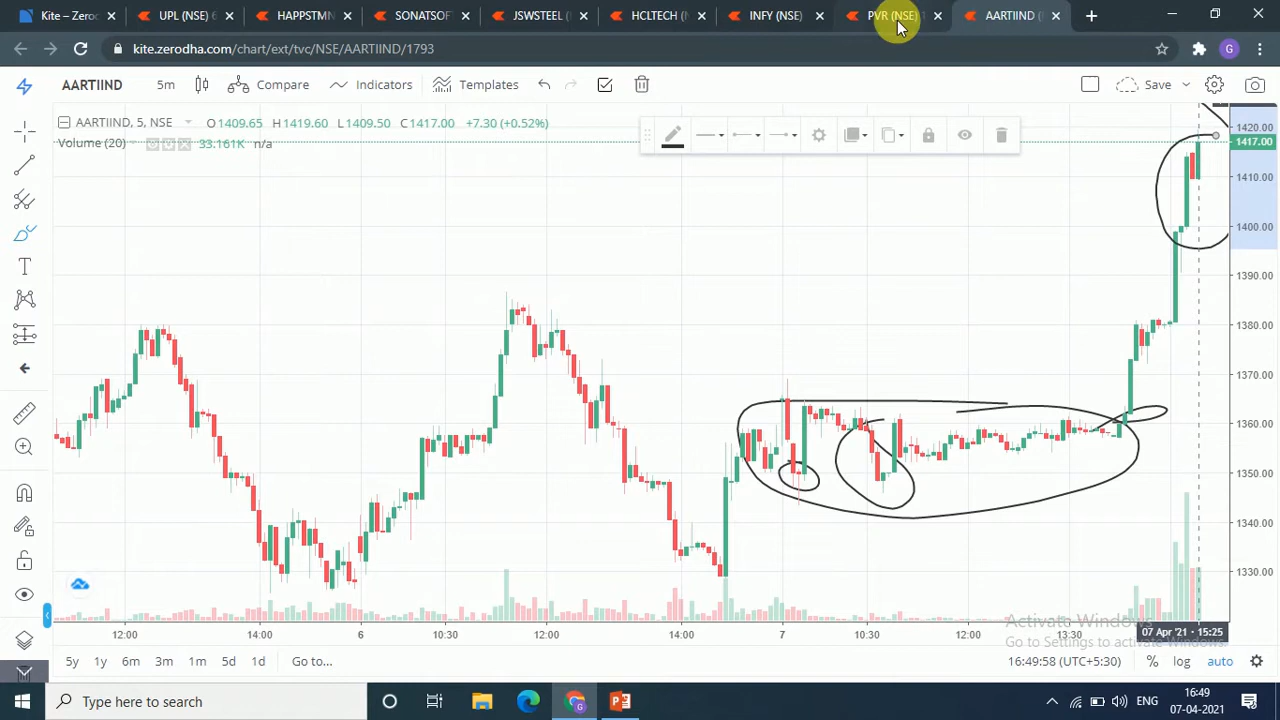 Kite - Zeroc
UPL (NSE) 6
HAPPSTMN
SONATSOF
JSWSTEEL (
HCLTECH (N
INFY (NSE)
PVR (NSE)
AARTIIND (
kite.zerodha.com/chart/ext/tvc/NSE/AARTIIND/1793
G
AARTIIND 5m Compare Indicators Templates Save
AARTIIND, 5, NSE O1409.65 H1419.60 L1409.50 C1417.00 +7.30 (+0.52%)
Volume (20) 33.161K n/a
1420.00
1417.00
1410.00
1400.00
1390.00
1380.00
1370.00
1360.00
1350.00
1340.00
1330.00
12:00 14:00 6 10:30 12:00 14:00 7 10:30 12:00 13:30 07 Apr '21 · 15:25
Activate Windows
Go to Settings to activate Windows.
5y 1y 6m 3m 1m 5d 1d Go to... 16:49:58 (UTC+5:30) % log auto
Type here to search
ENG
16:49
07-04-2021